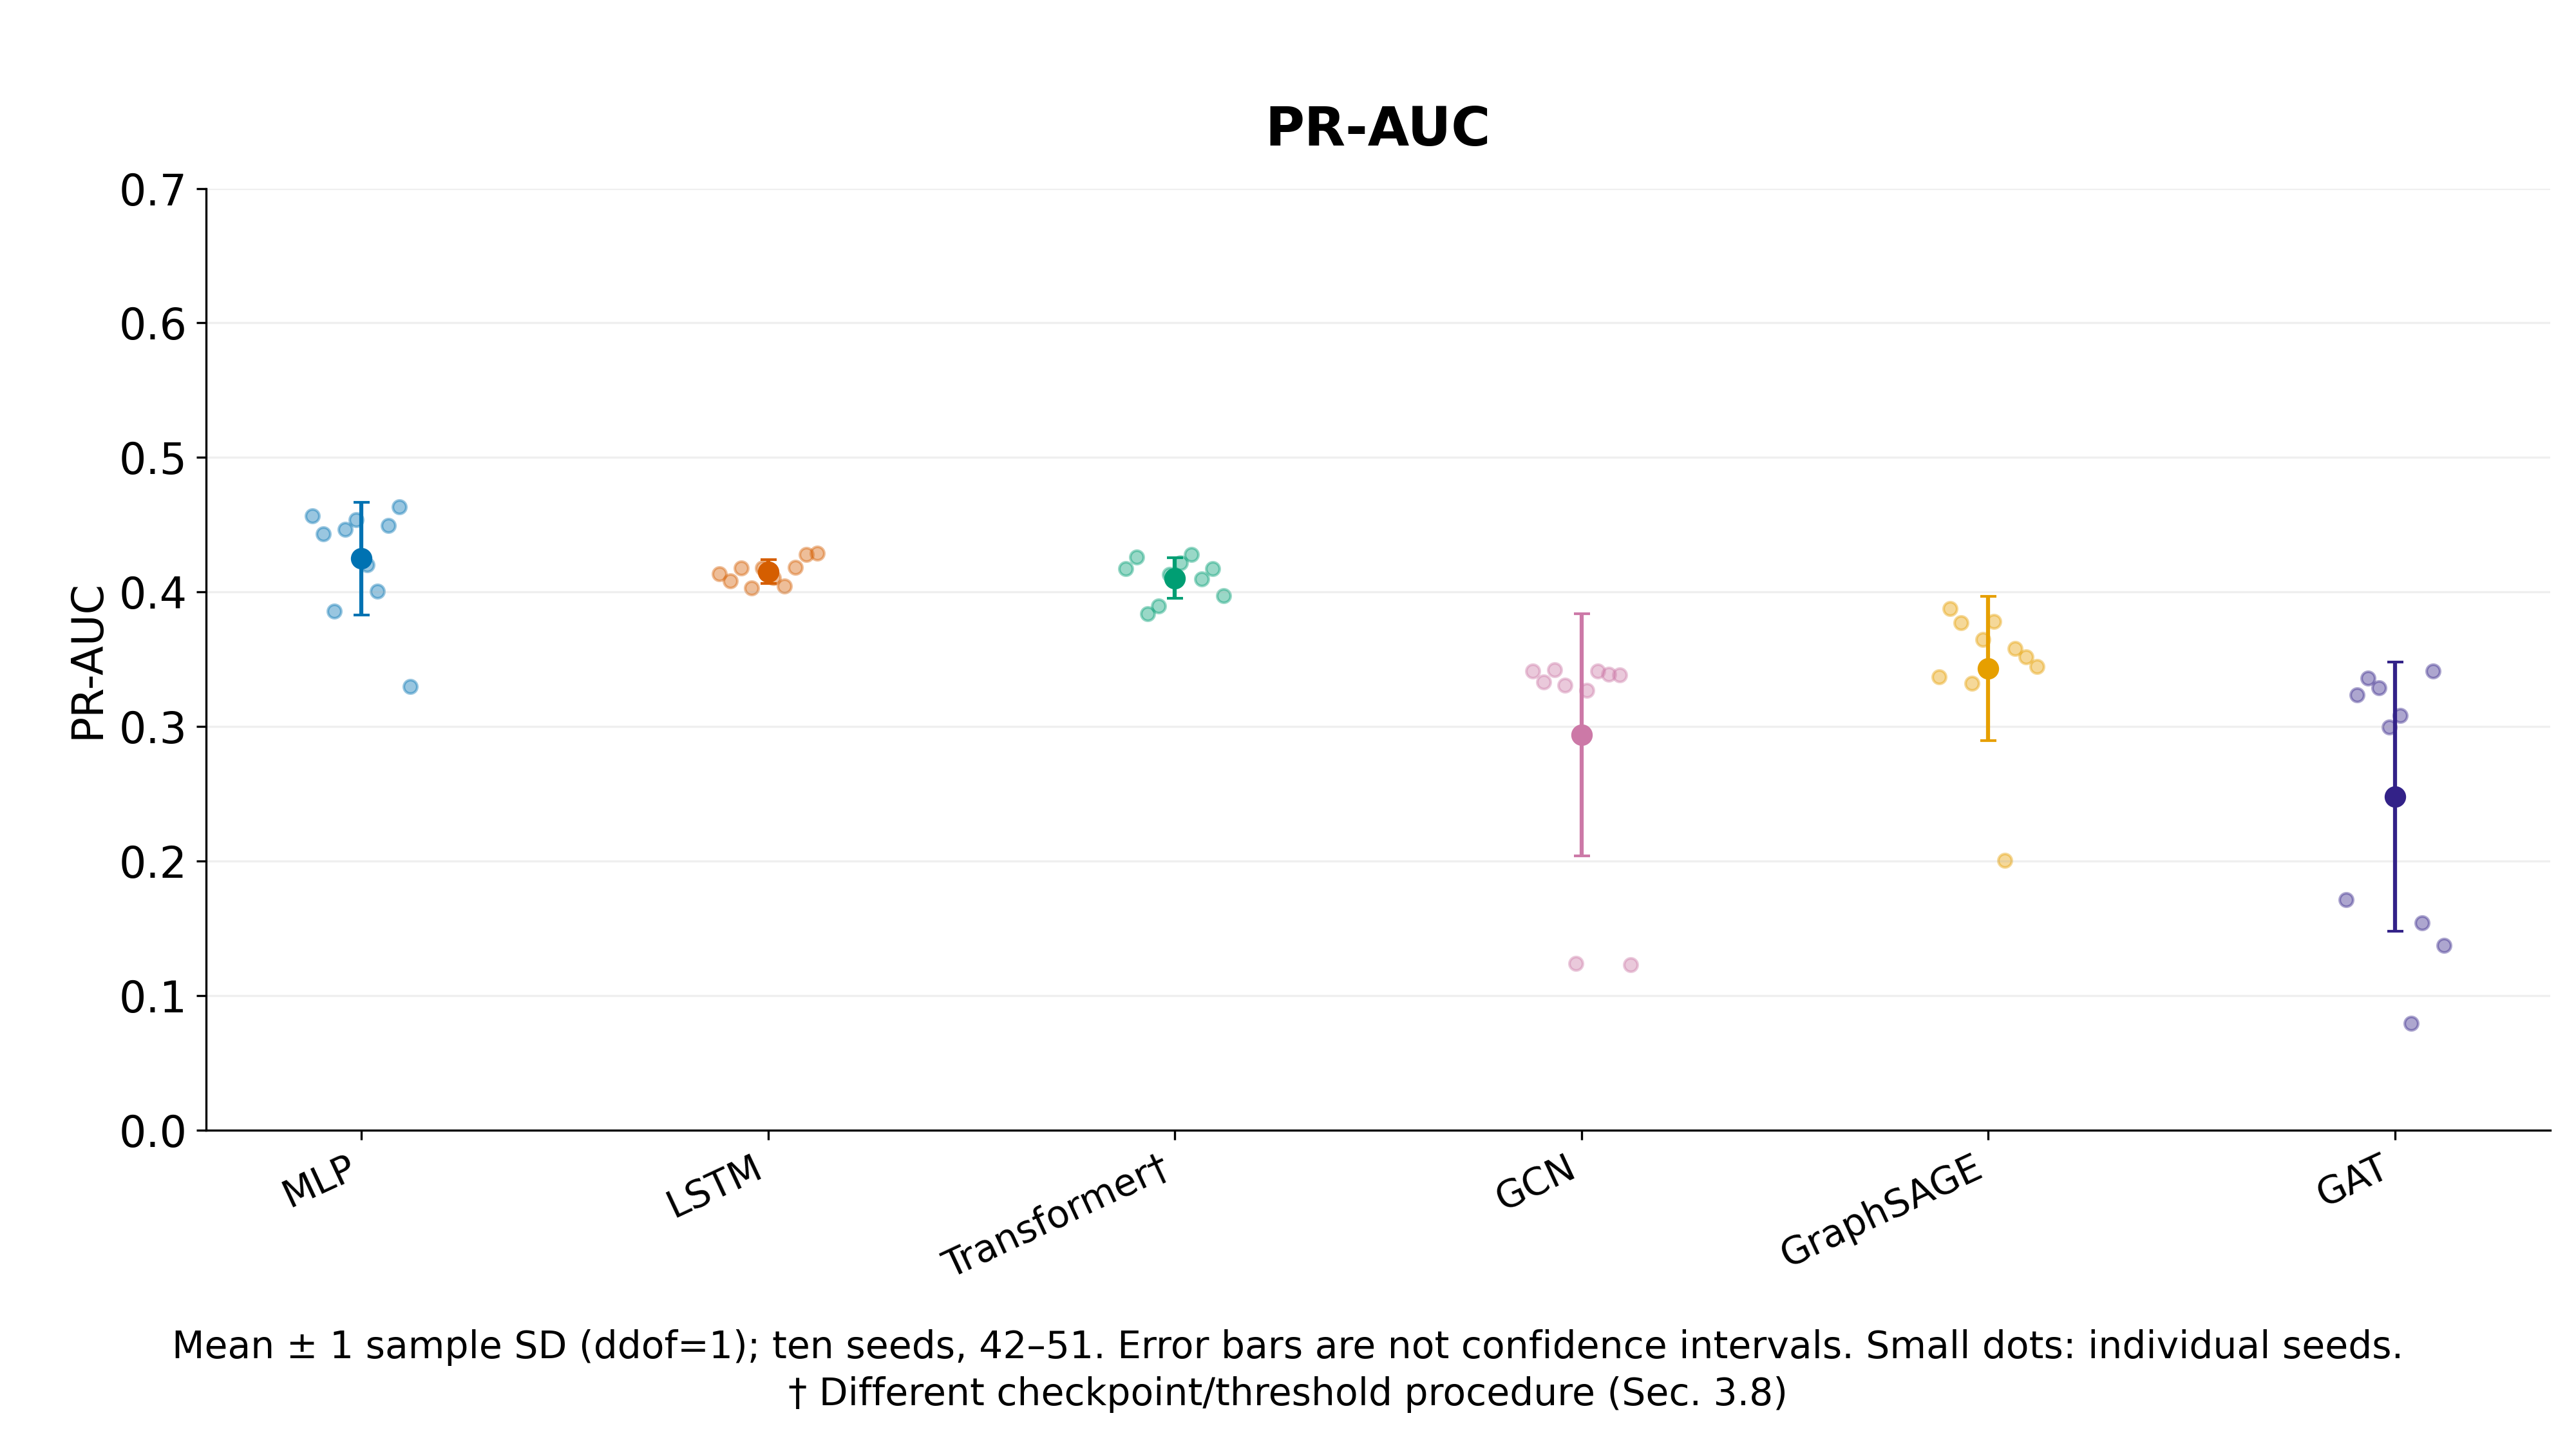 PR-AUC
0.7
0.6
0.5
0.4
0.3
0.2
0.1
0.0
PR-AUC
MLP
LSTM
Transformer†
GCN
GraphSAGE
GAT
Mean ± 1 sample SD (ddof=1); ten seeds, 42–51. Error bars are not confidence intervals. Small dots: individual seeds.
† Different checkpoint/threshold procedure (Sec. 3.8)